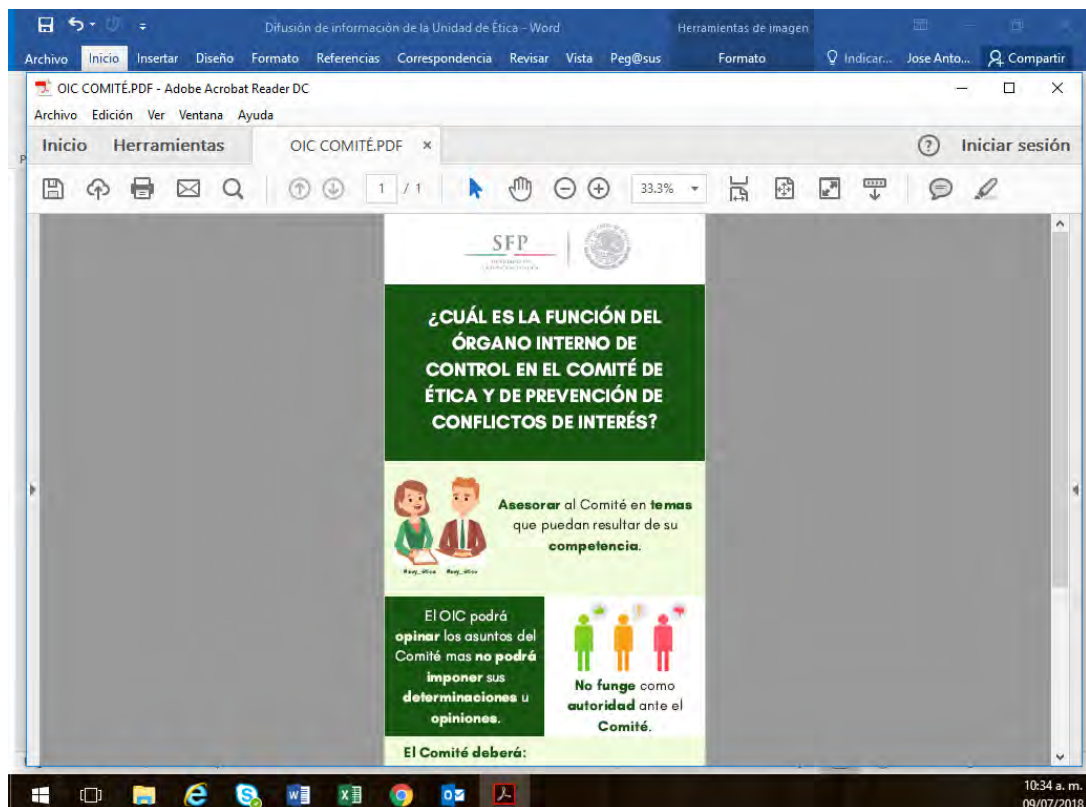 Difusión de información de la Unidad de Ética - Word
Herramientas de imagen
Archivo Inicio Insertar Diseño Formato Referencias Correspondencia Revisar Vista Peg@sus Formato Indicar... Jose Anto... Compartir
OIC COMITÉ.PDF - Adobe Acrobat Reader DC
Archivo Edición Ver Ventana Ayuda
Inicio Herramientas OIC COMITÉ.PDF × Iniciar sesión
1 / 1 33.3%
SFP
¿CUÁL ES LA FUNCIÓN DEL
ÓRGANO INTERNO DE
CONTROL EN EL COMITÉ DE
ÉTICA Y DE PREVENCIÓN DE
CONFLICTOS DE INTERÉS?
Asesorar al Comité en temas
que puedan resultar de su
competencia.
El OIC podrá
opinar los asuntos del
Comité mas no podrá
imponer sus
determinaciones u
opiniones.
No funge como
autoridad ante el
Comité.
El Comité deberá:
10:34 a. m.